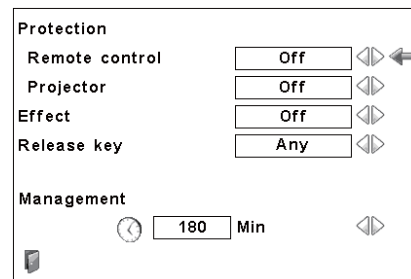 Protection
Remote control Off
Projector Off
Effect Off
Release key Any
Management
180 Min